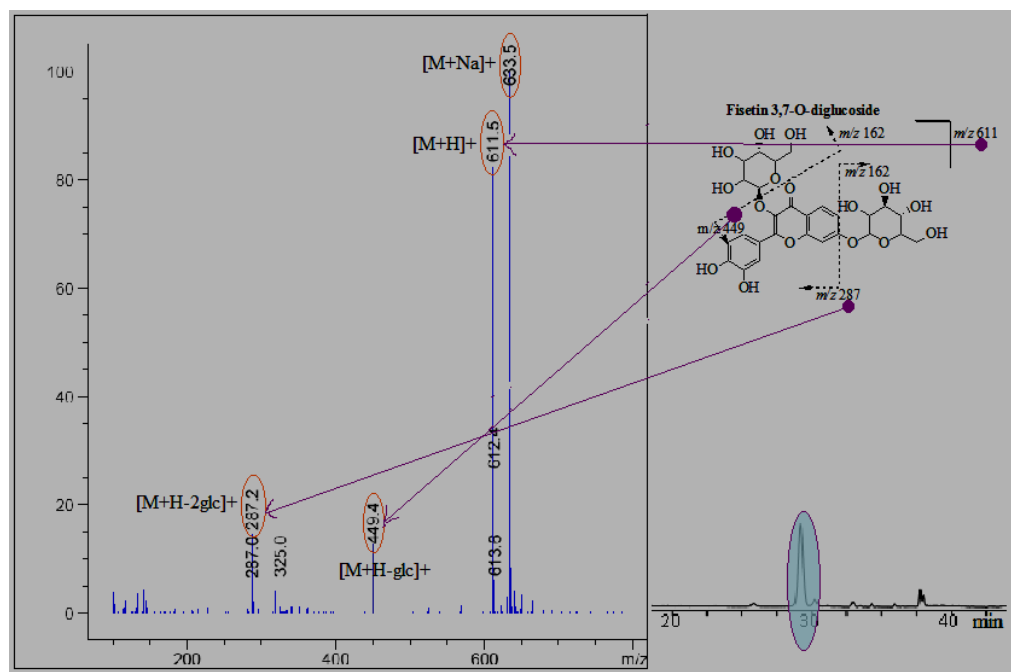 100
80
60
40
20
0
200
400
600
m/z
[M+Na]+
633.5
[M+H]+
611.5
612.4
613.6
[M+H-2glc]+
287.2
287.0
325.0
449.4
[M+H-glc]+
Fisetin 3,7-O-diglucoside
m/z 162
m/z 611
OH
OH
HO
HO
OH
O
m/z 162
O
O
OH
HO
OH
m/z 449
O
O
O
OH
HO
OH
m/z 287
20
30
40
min